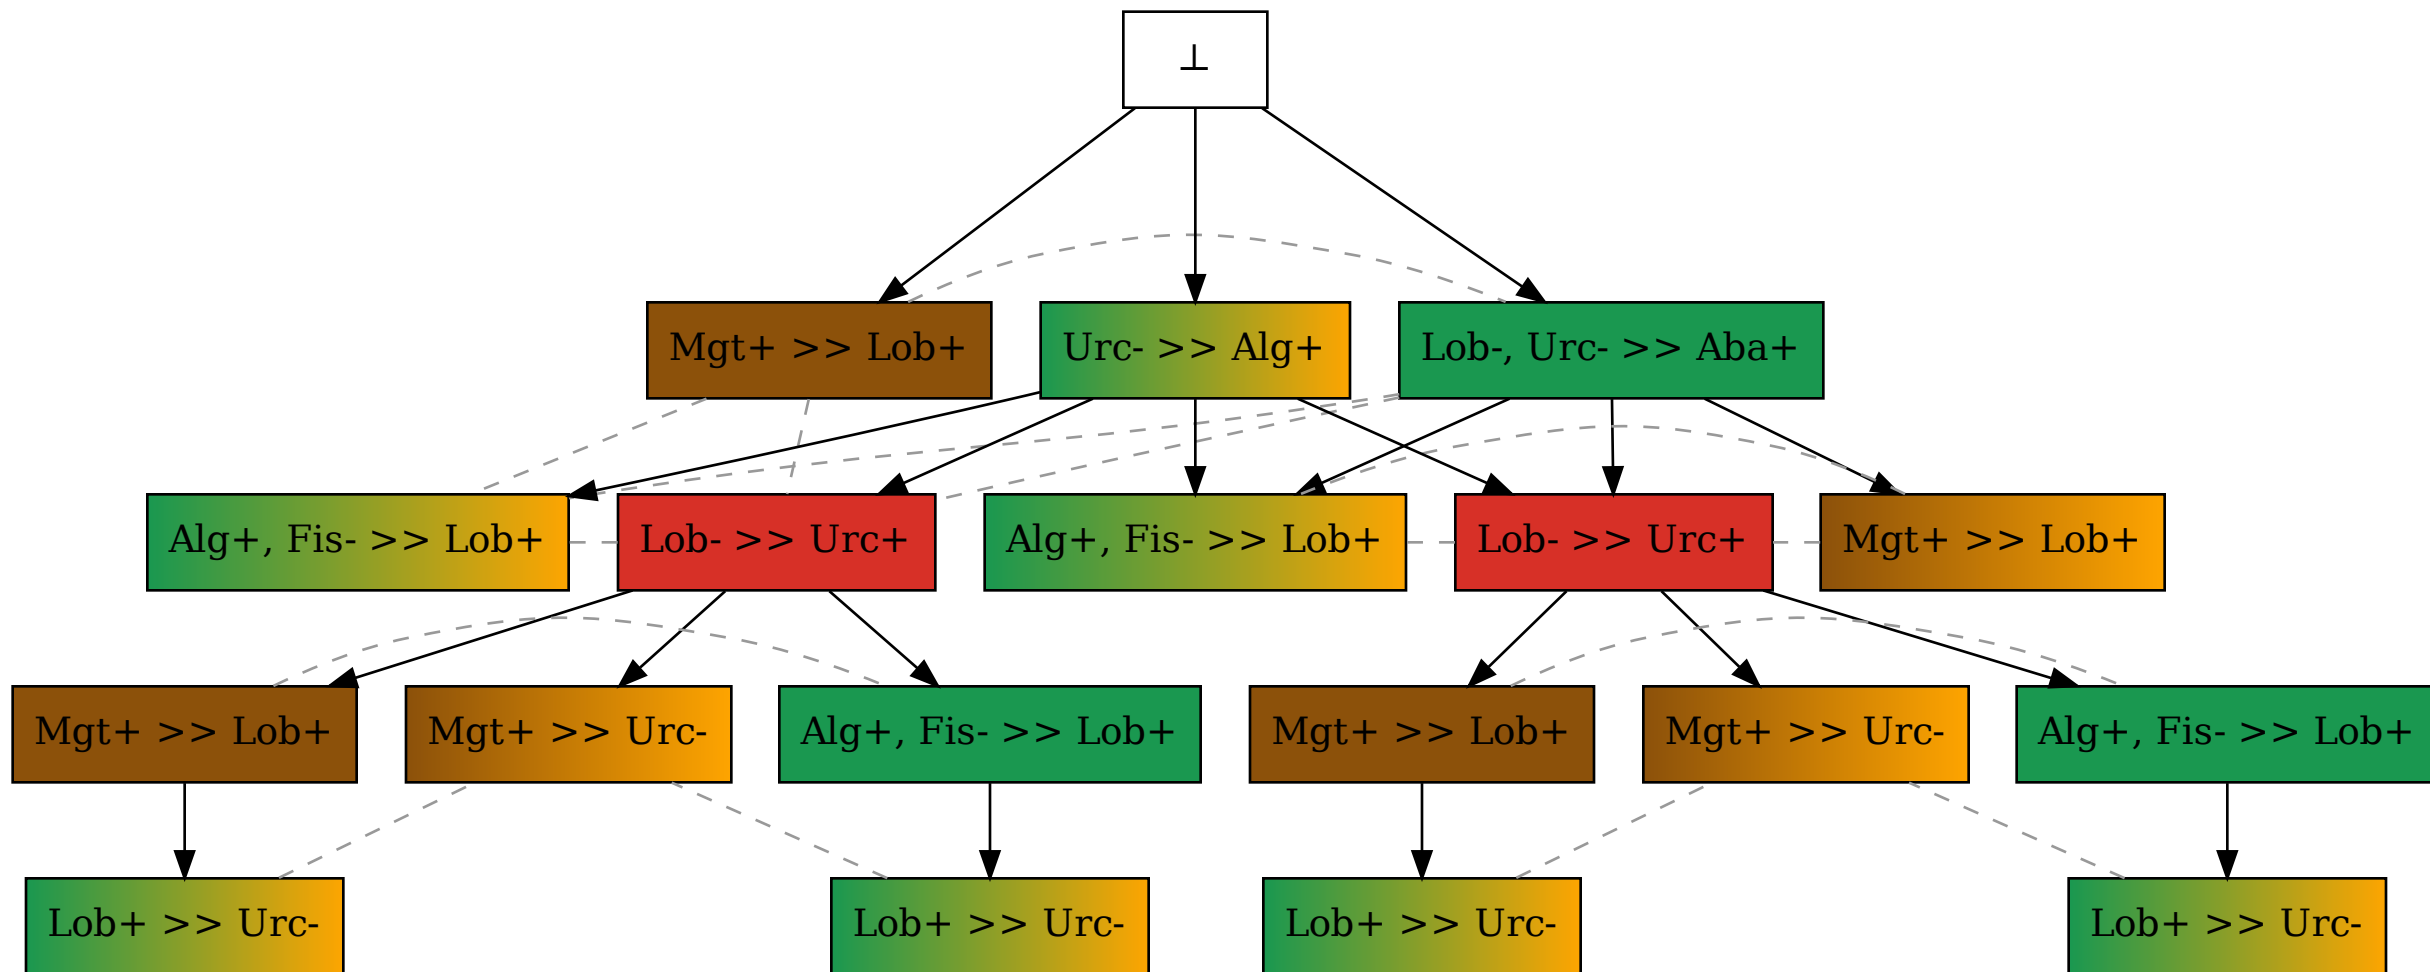 ⊥
Mgt+ >> Lob+
Urc- >> Alg+
Lob-, Urc- >> Aba+
Alg+, Fis- >> Lob+
Lob- >> Urc+
Alg+, Fis- >> Lob+
Lob- >> Urc+
Mgt+ >> Lob+
Mgt+ >> Lob+
Mgt+ >> Urc-
Alg+, Fis- >> Lob+
Mgt+ >> Lob+
Mgt+ >> Urc-
Alg+, Fis- >> Lob+
Lob+ >> Urc-
Lob+ >> Urc-
Lob+ >> Urc-
Lob+ >> Urc-